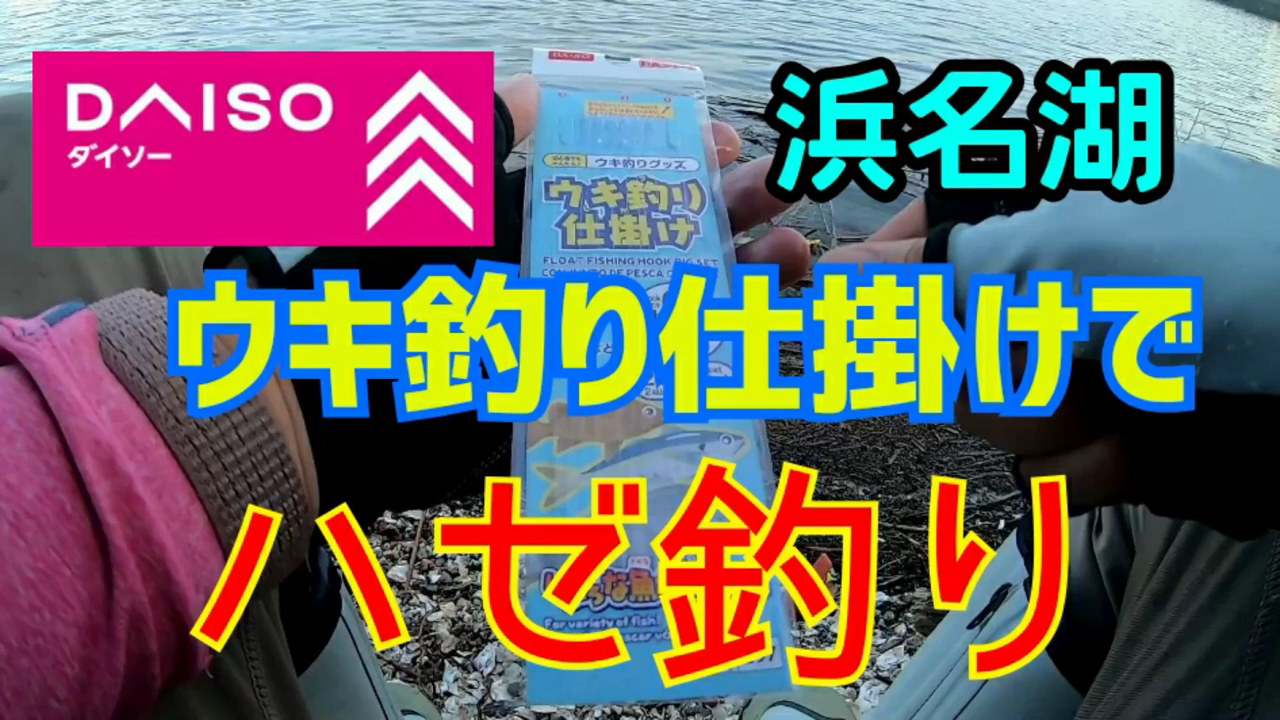 DAISO
ダイソー
浜名湖
ウキ釣りグッズ
ウキ釣り
仕掛け
FLOAT FISHING HOOK RIG SET
ウキ釣り仕掛けで
ハゼ釣り
For variety of fish!